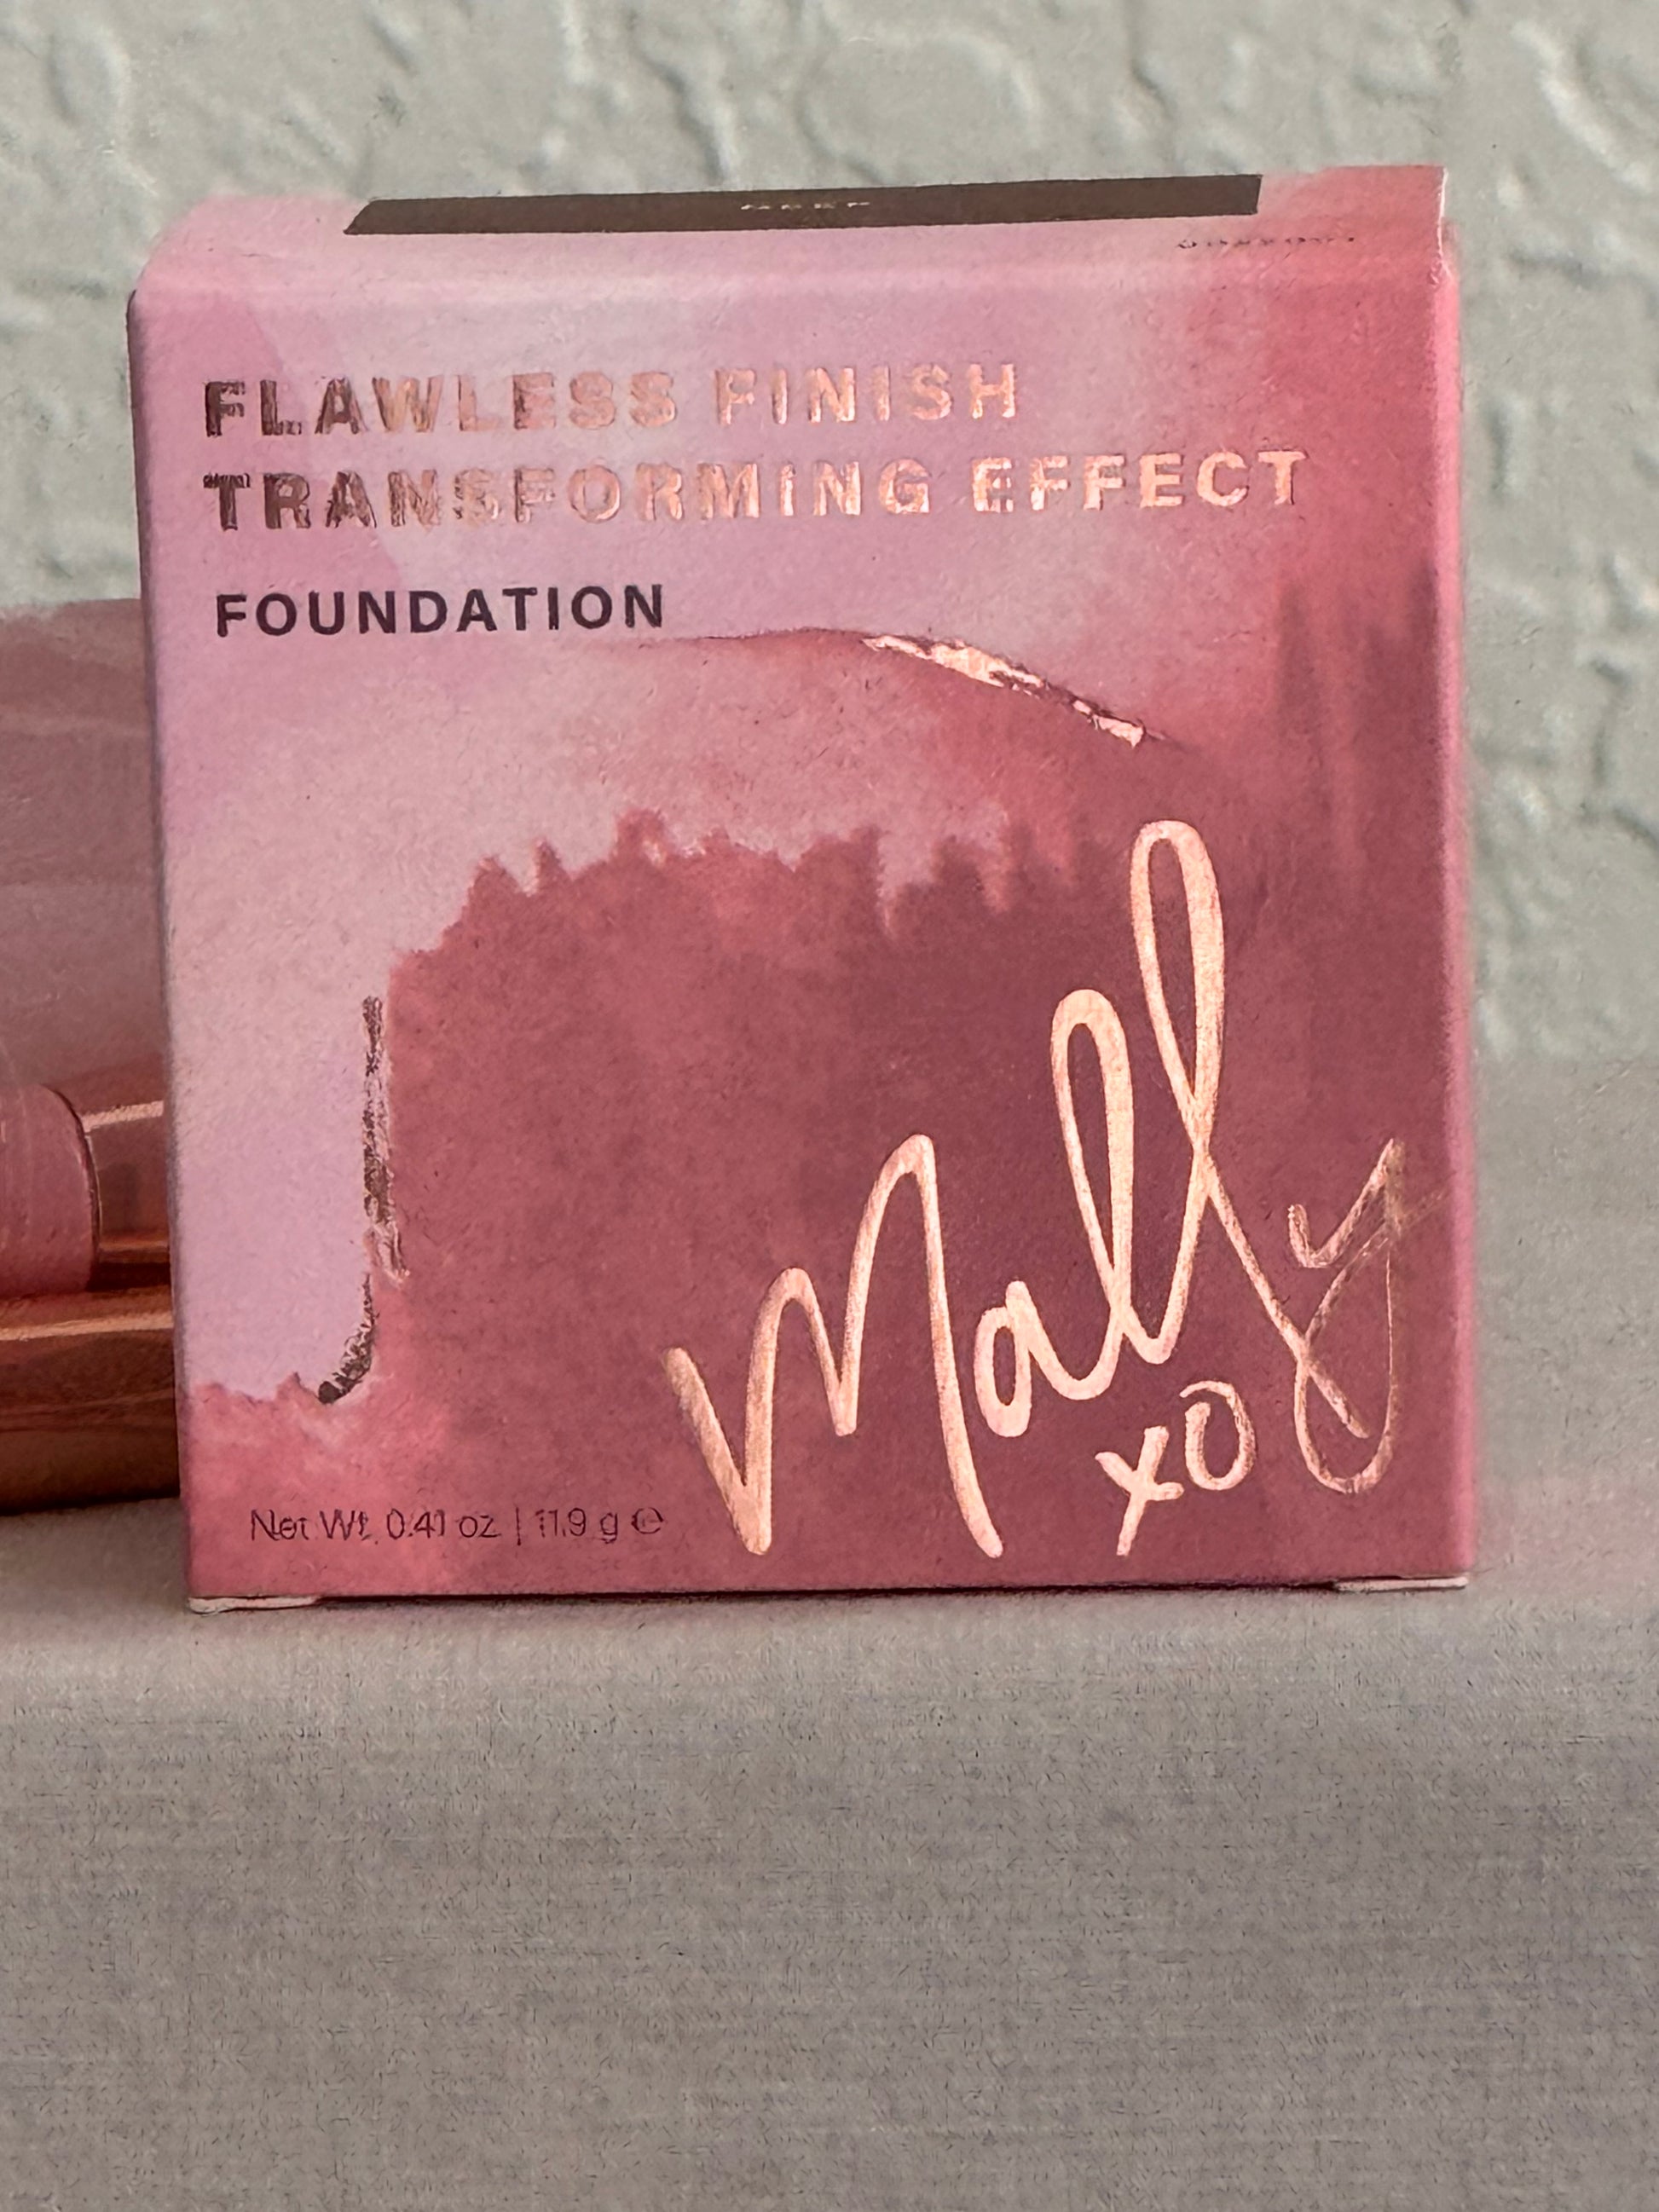 FLAWLESS FINISH
TRANSFORMING EFFECT
FOUNDATION
Mally
xo
Net Wt. 0.41 oz | 11.9 g ℮